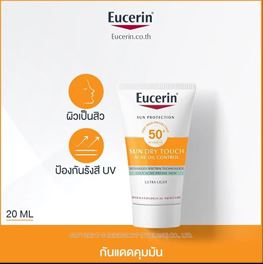 Eucerin
Eucerin.co.th
ผิวเป็นสิว
ป้องกันรังสี UV
20 ML
Eucerin
SUN PROTECTION
50+
SUN DRY TOUCH
ACNE OIL CONTROL
ULTRA LIGHT
กันแดดคุมมัน